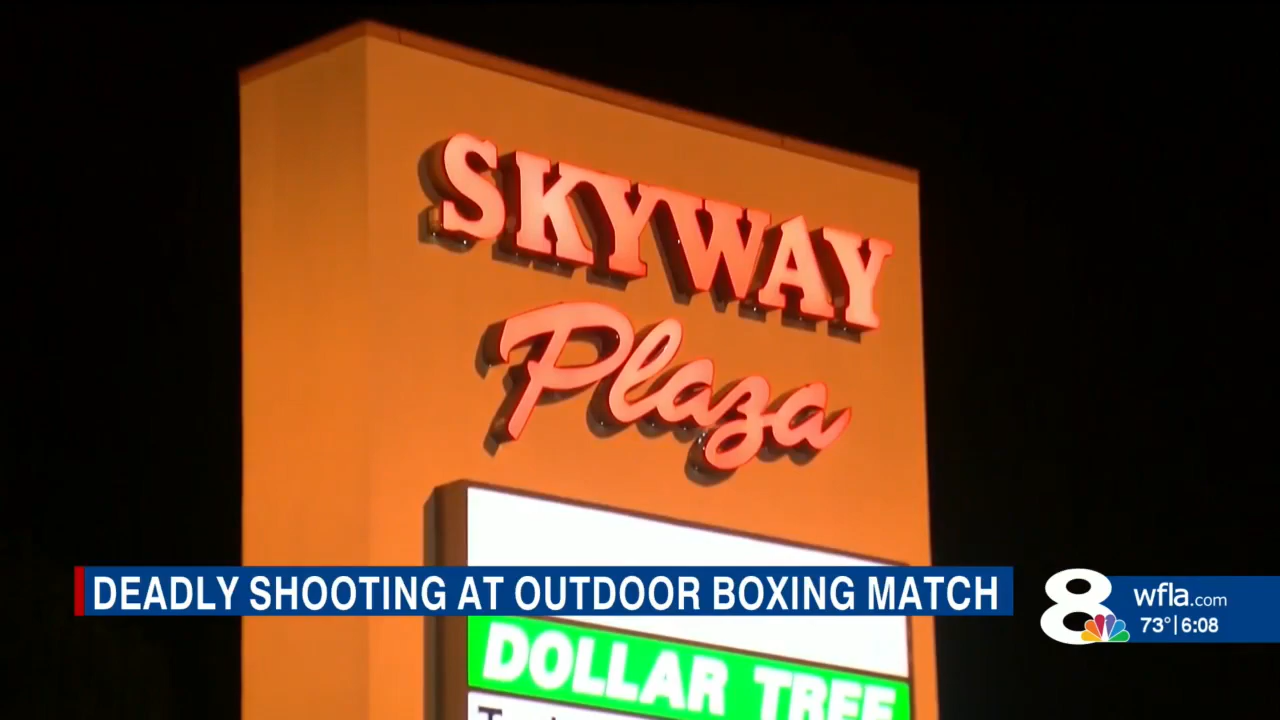 SKYWAY
Plaza
DEADLY SHOOTING AT OUTDOOR BOXING MATCH
8
wfla.com
73° | 6:08
DOLLAR TREE